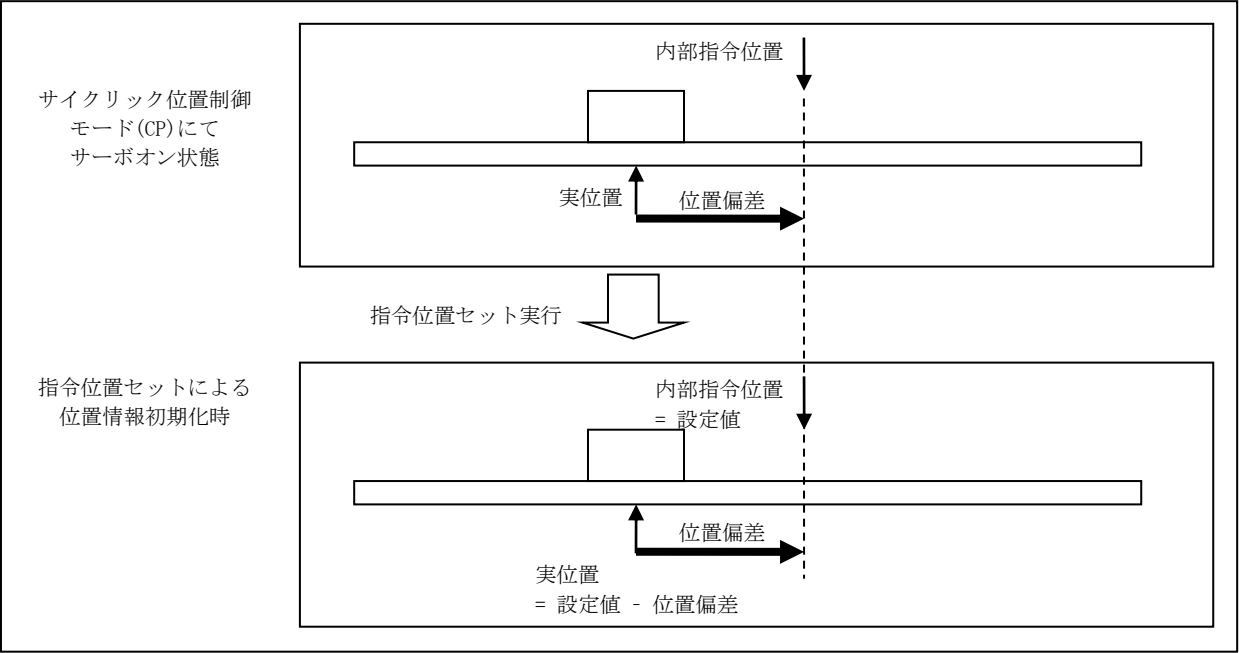 サイクリック位置制御
モード(CP)にて
サーボオン状態
内部指令位置
実位置
位置偏差
指令位置セット実行
指令位置セットによる
位置情報初期化時
内部指令位置
= 設定値
位置偏差
実位置
= 設定値 - 位置偏差